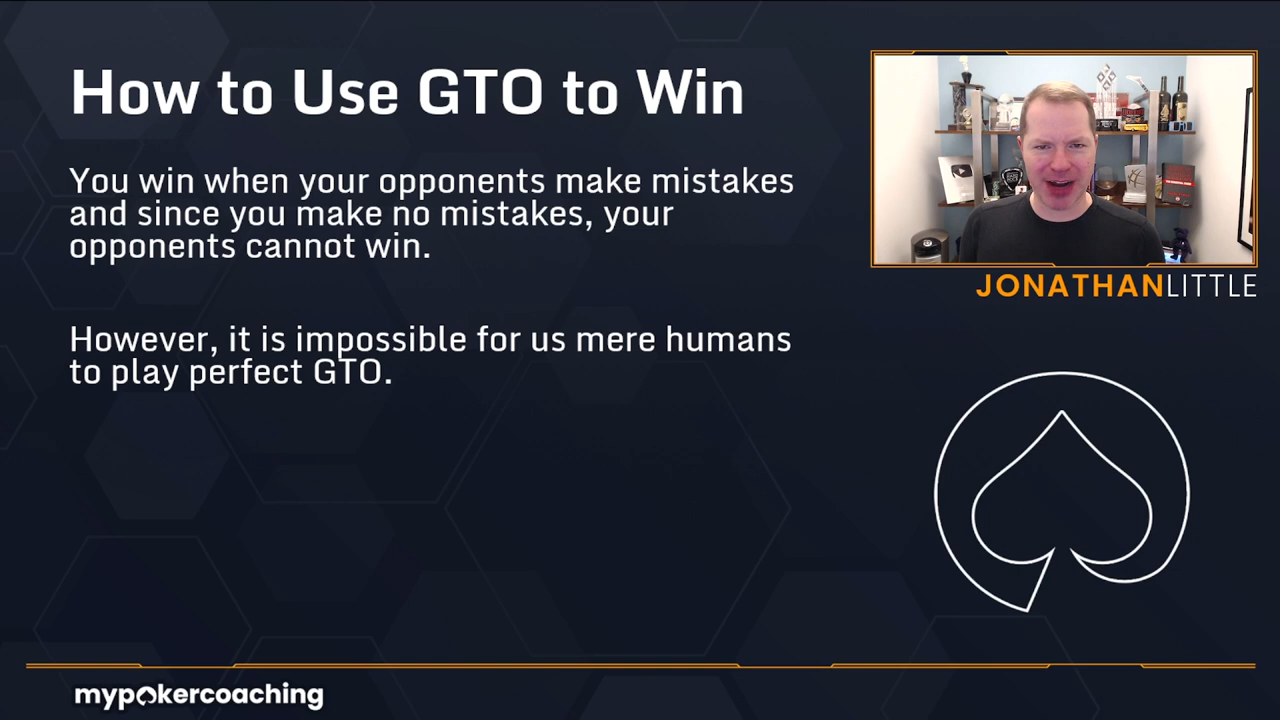 How to Use GTO to Win
You win when your opponents make mistakes
and since you make no mistakes, your
opponents cannot win.
However, it is impossible for us mere humans
to play perfect GTO.
JONATHANLITTLE
mypokercoaching